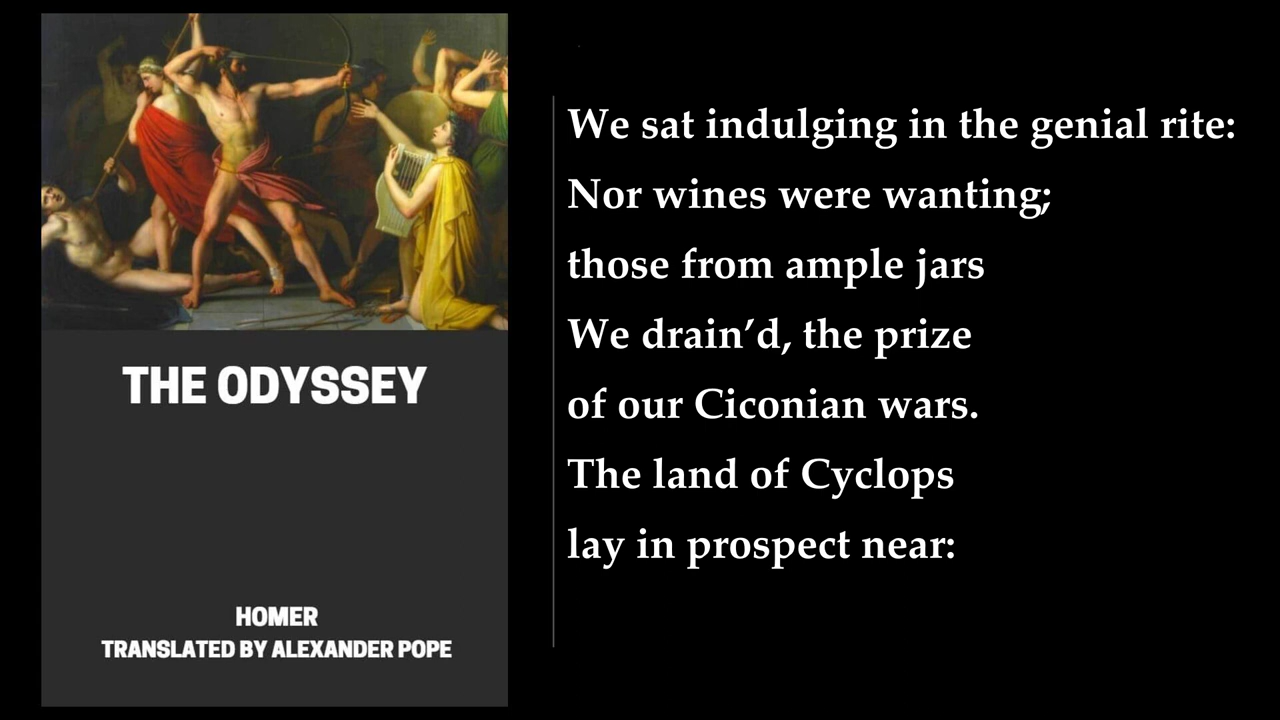 THE ODYSSEY
HOMER
TRANSLATED BY ALEXANDER POPE
We sat indulging in the genial rite:
Nor wines were wanting;
those from ample jars
We drain’d, the prize
of our Ciconian wars.
The land of Cyclops
lay in prospect near: